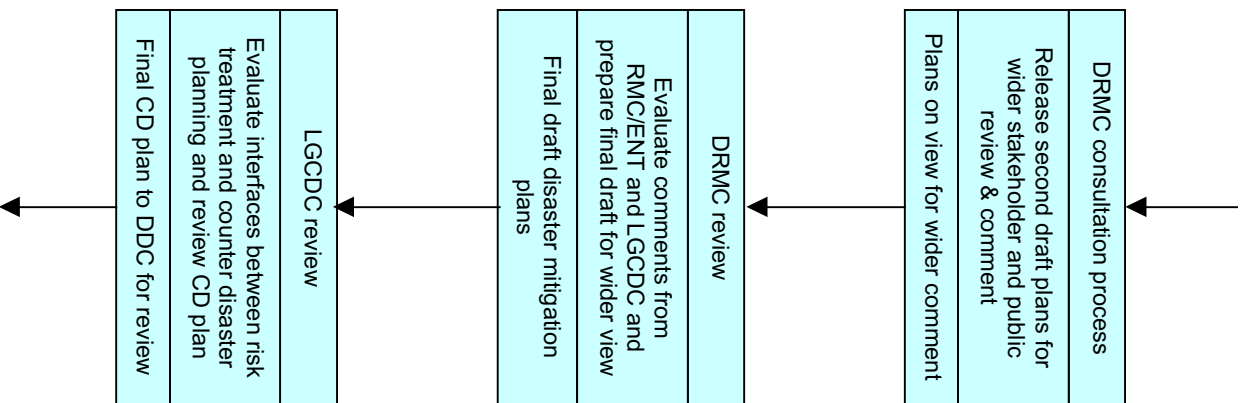 DRMC consultation process
Release second draft plans for
wider stakeholder and public
review & comment
Plans on view for wider comment
DRMC review
Evaluate comments from
RMC/ENT and LGCDC and
prepare final draft for wider view
Final draft disaster mitigation
plans
LGCDC review
Evaluate interfaces between risk
treatment and counter disaster
planning and review CD plan
Final CD plan to DDC for review